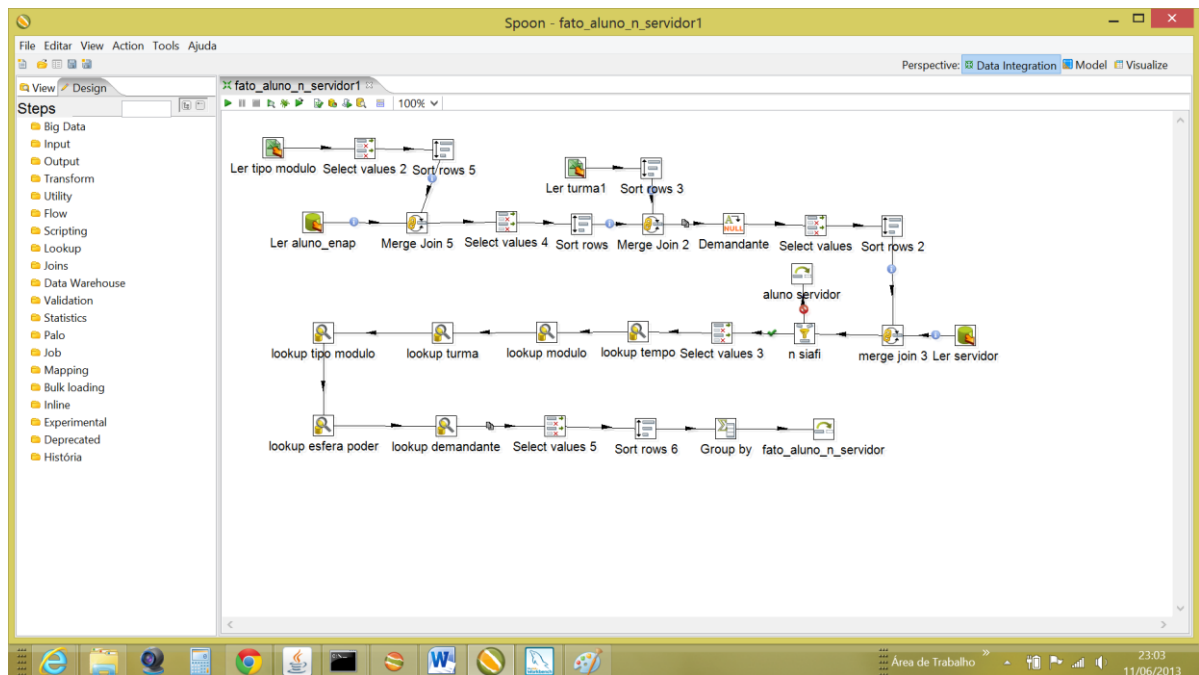 Spoon - fato_aluno_n_servidor1
File Editar View Action Tools Ajuda
Perspective: Data Integration Model Visualize
View Design
fato_aluno_n_servidor1
Steps
100%
Big Data
Input
Output
Transform
Utility
Flow
Scripting
Lookup
Joins
Data Warehouse
Validation
Statistics
Palo
Job
Mapping
Bulk loading
Inline
Experimental
Deprecated
História
Ler tipo modulo Select values 2 Sort rows 5
Ler turma1 Sort rows 3
Ler aluno_enap Merge Join 5 Select values 4 Sort rows Merge Join 2 Demandante Select values Sort rows 2
A
NULL
aluno servidor
lookup tipo modulo lookup turma lookup modulo lookup tempo Select values 3 n siafi merge join 3 Ler servidor
lookup esfera poder lookup demandante Select values 5 Sort rows 6 Group by fato_aluno_n_servidor
Área de Trabalho
23:03
11/06/2013